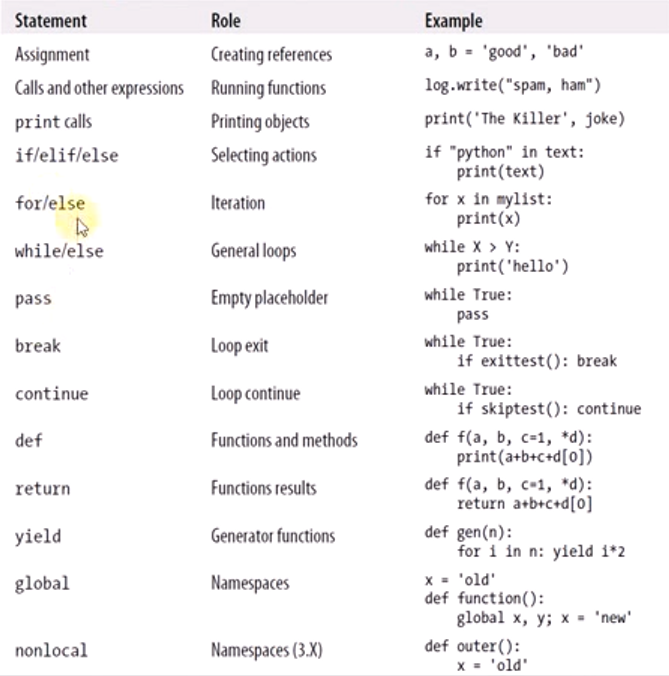 Statement Role Example
Assignment Creating references a, b = 'good', 'bad'
Calls and other expressions Running functions log.write("spam, ham")
print calls Printing objects print('The Killer', joke)
if/elif/else Selecting actions if "python" in text:
    print(text)
for/else Iteration for x in mylist:
    print(x)
while/else General loops while X > Y:
    print('hello')
pass Empty placeholder while True:
    pass
break Loop exit while True:
    if exittest(): break
continue Loop continue while True:
    if skiptest(): continue
def Functions and methods def f(a, b, c=1, *d):
    print(a+b+c+d[0])
return Functions results def f(a, b, c=1, *d):
    return a+b+c+d[0]
yield Generator functions def gen(n):
    for i in n: yield i*2
global Namespaces x = 'old'
def function():
    global x, y; x = 'new'
nonlocal Namespaces (3.X) def outer():
    x = 'old'